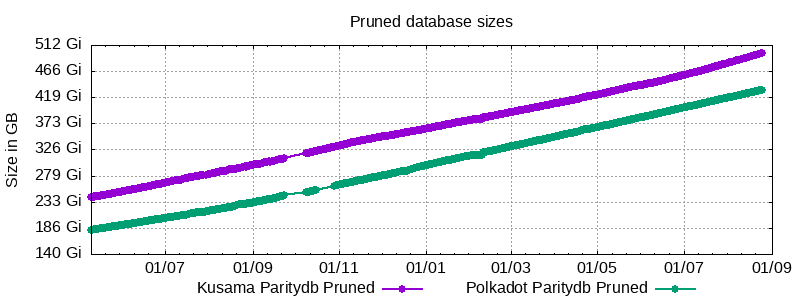 Pruned database sizes
Size in GB
512 Gi
466 Gi
419 Gi
373 Gi
326 Gi
279 Gi
233 Gi
186 Gi
140 Gi
01/07 01/09 01/11 01/01 01/03 01/05 01/07 01/09
Kusama Paritydb Pruned Polkadot Paritydb Pruned